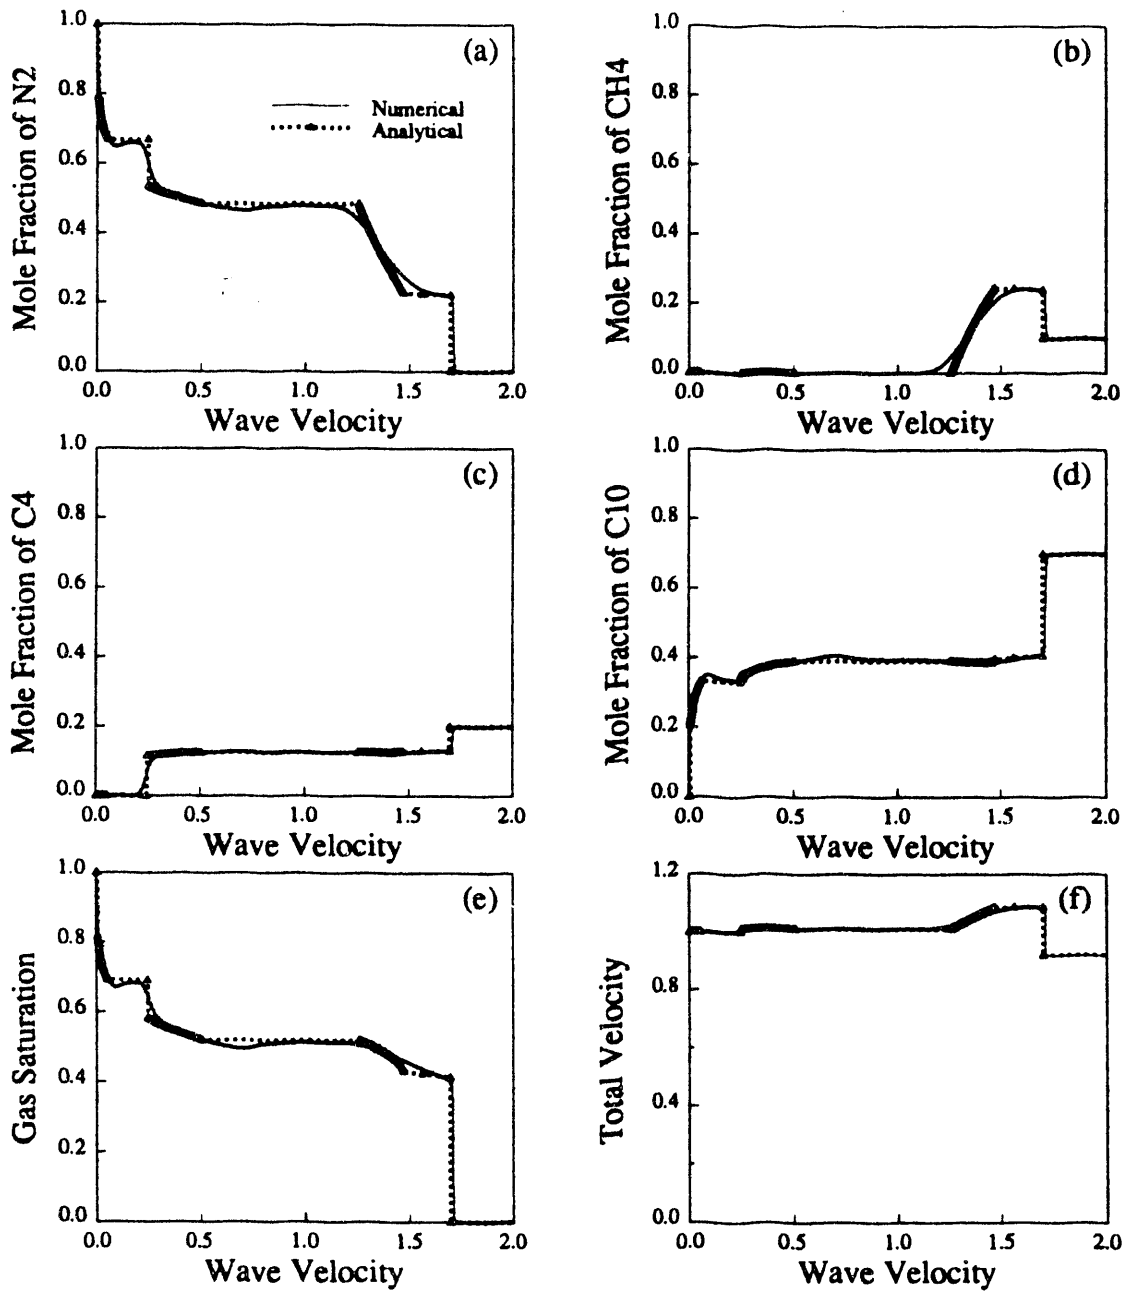 (a)
Mole Fraction of N2
1.0
0.8
0.6
0.4
0.2
0.0
Numerical
Analytical
0.0 0.5 1.0 1.5 2.0
Wave Velocity
(b)
Mole Fraction of CH4
1.0
0.8
0.6
0.4
0.2
0.0
0.0 0.5 1.0 1.5 2.0
Wave Velocity
(c)
Mole Fraction of C4
1.0
0.8
0.6
0.4
0.2
0.0
0.0 0.5 1.0 1.5 2.0
Wave Velocity
(d)
Mole Fraction of C10
1.0
0.8
0.6
0.4
0.2
0.0
0.0 0.5 1.0 1.5 2.0
Wave Velocity
(e)
Gas Saturation
1.0
0.8
0.6
0.4
0.2
0.0
0.0 0.5 1.0 1.5 2.0
Wave Velocity
(f)
Total Velocity
1.2
0.8
0.4
0.0
0.0 0.5 1.0 1.5 2.0
Wave Velocity